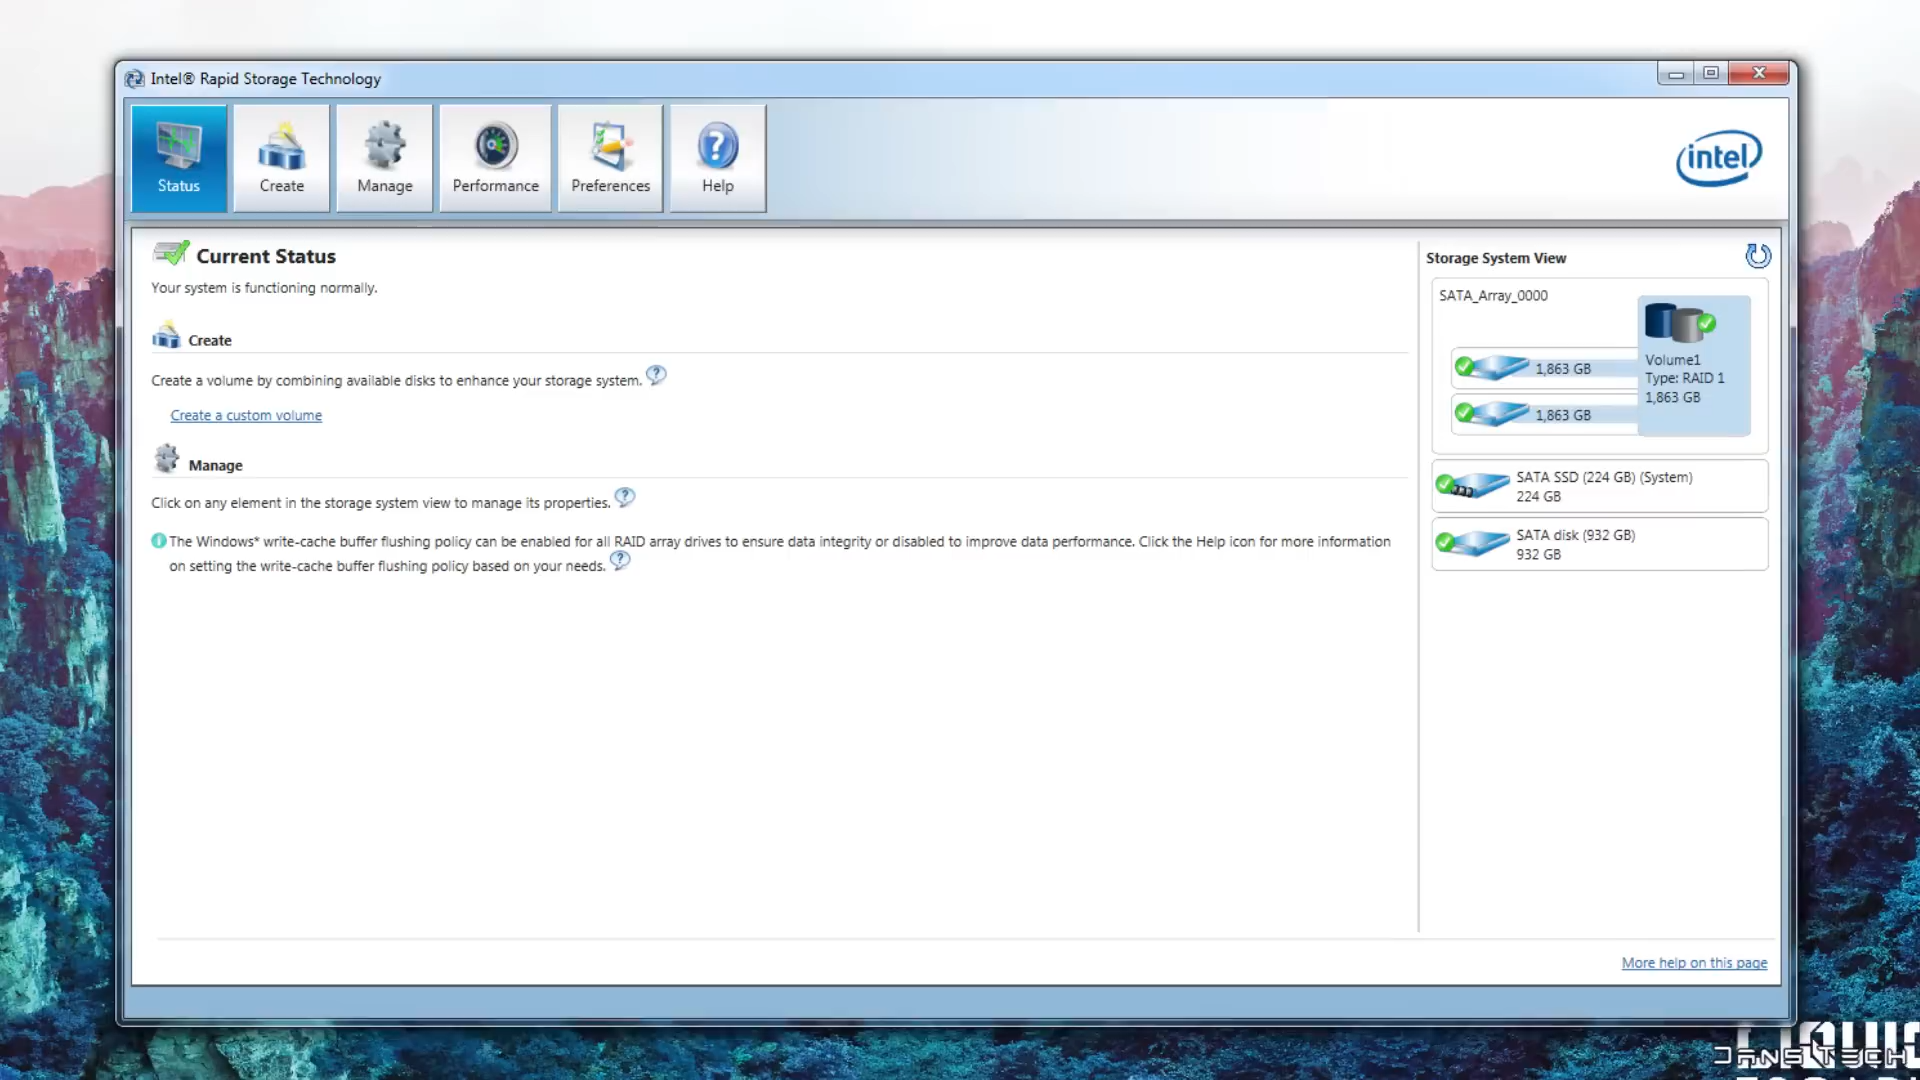 Intel® Rapid Storage Technology
Status
Create
Manage
Performance
Preferences
Help
intel
Current Status
Your system is functioning normally.
Create
Create a volume by combining available disks to enhance your storage system.
Create a custom volume
Manage
Click on any element in the storage system view to manage its properties.
The Windows* write-cache buffer flushing policy can be enabled for all RAID array drives to ensure data integrity or disabled to improve data performance. Click the Help icon for more information
on setting the write-cache buffer flushing policy based on your needs.
Storage System View
SATA_Array_0000
1,863 GB
1,863 GB
Volume1
Type: RAID 1
1,863 GB
SATA SSD (224 GB) (System)
224 GB
SATA disk (932 GB)
932 GB
More help on this page